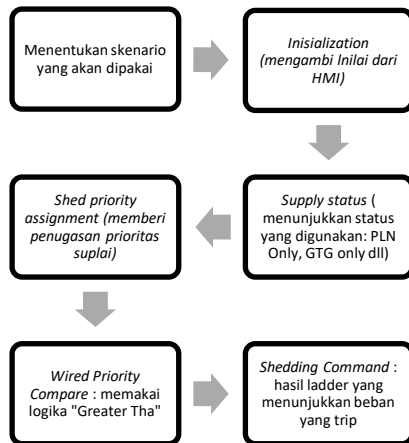 Menentukan skenario
yang akan dipakai
Inisialization
(mengambi lnilai dari
HMI)
Supply status (
menunjukkan status
yang digunakan: PLN
Only, GTG only dll)
Shed priority
assignment (memberi
penugasan prioritas
suplai)
Wired Priority
Compare : memakai
logika "Greater Tha"
Shedding Command :
hasil ladder yang
menunjukkan beban
yang trip